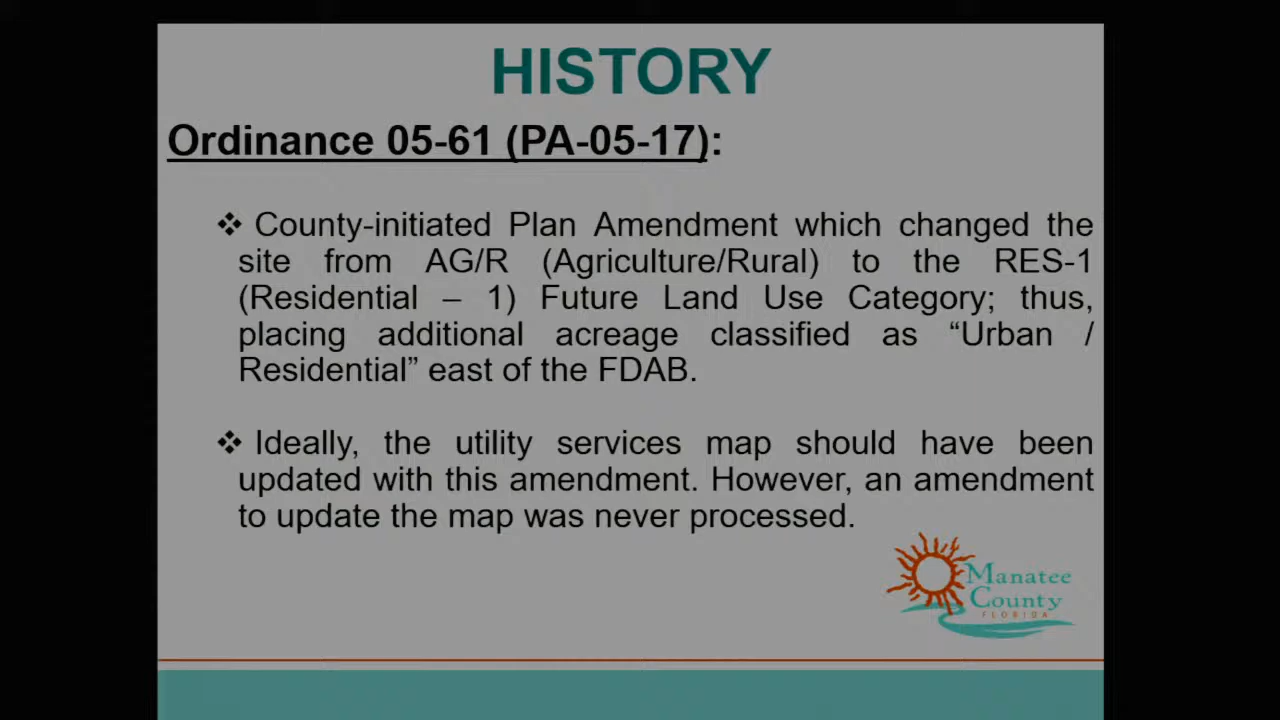 HISTORY
Ordinance 05-61 (PA-05-17):
❖ County-initiated Plan Amendment which changed the
site from AG/R (Agriculture/Rural) to the RES-1
(Residential – 1) Future Land Use Category; thus,
placing additional acreage classified as “Urban /
Residential” east of the FDAB.
❖ Ideally, the utility services map should have been
updated with this amendment. However, an amendment
to update the map was never processed.
Manatee
County
FLORIDA